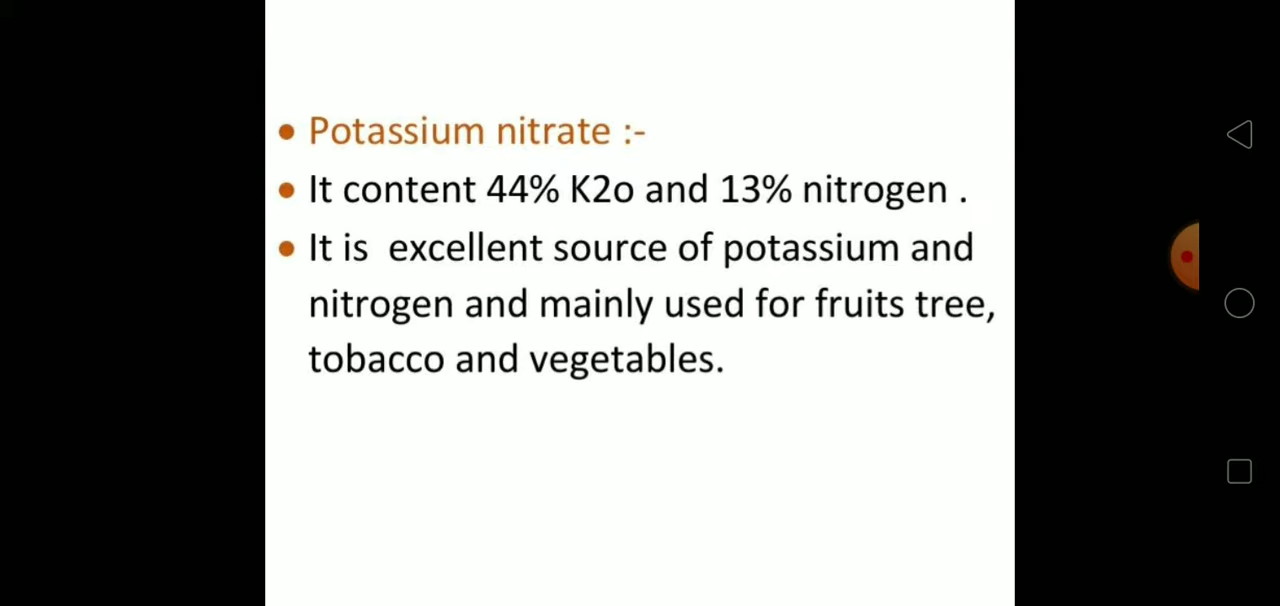 • Potassium nitrate :-
• It content 44% K2o and 13% nitrogen .
• It is  excellent source of potassium and
nitrogen and mainly used for fruits tree,
tobacco and vegetables.